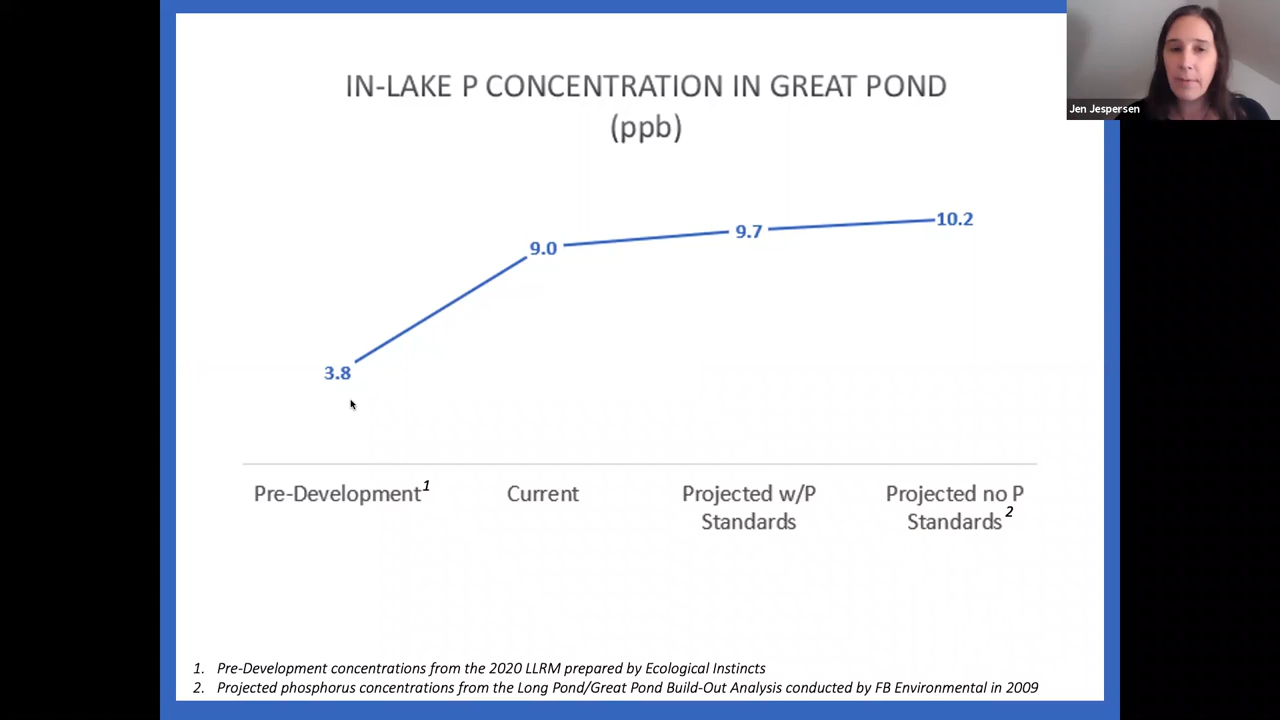 IN-LAKE P CONCENTRATION IN GREAT POND
(ppb)
Jen Jespersen
3.8
9.0
9.7
10.2
Pre-Development1
Current
Projected w/P
Standards
Projected no P
Standards2
1. Pre-Development concentrations from the 2020 LLRM prepared by Ecological Instincts
2. Projected phosphorus concentrations from the Long Pond/Great Pond Build-Out Analysis conducted by FB Environmental in 2009